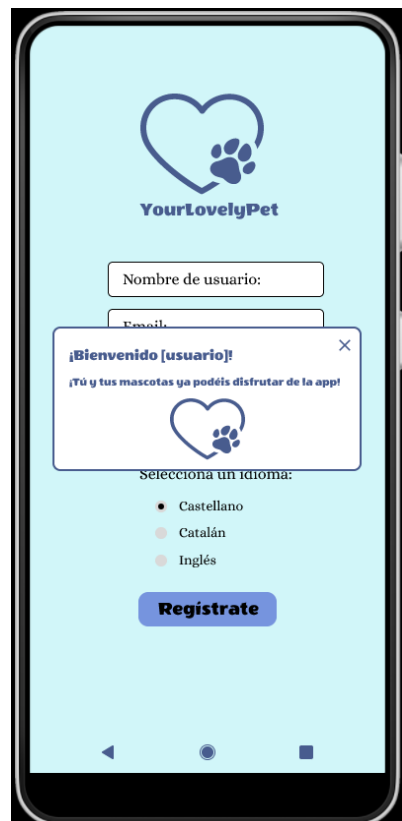 YourLovelyPet
Nombre de usuario:
Email:
¡Bienvenido [usuario]!
¡Tú y tus mascotas ya podéis disfrutar de la app!
Selecciona un idioma:
Castellano
Catalán
Inglés
Regístrate